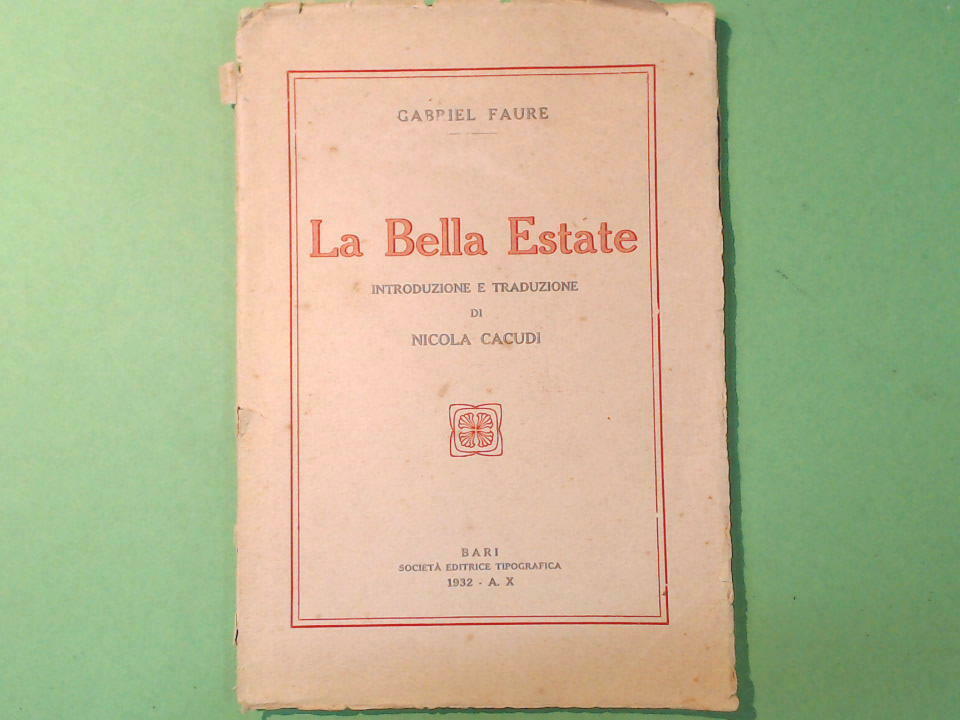 GABRIEL FAURE
La Bella Estate
INTRODUZIONE E TRADUZIONE
DI
NICOLA CACUDI
BARI
SOCIETÀ EDITRICE TIPOGRAFICA
1932 - A. X